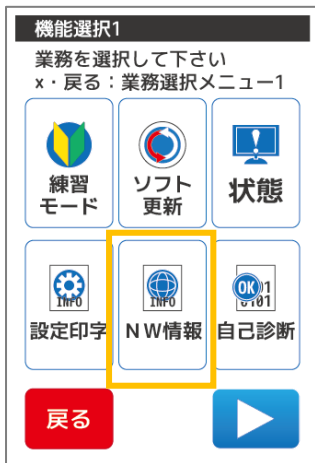 機能選択1
業務を選択して下さい
x・戻る：業務選択メニュー1
練習
モード
ソフト
更新
状態
INFO
設定印字
INFO
ＮＷ情報
OK
1
0101
自己診断
戻る